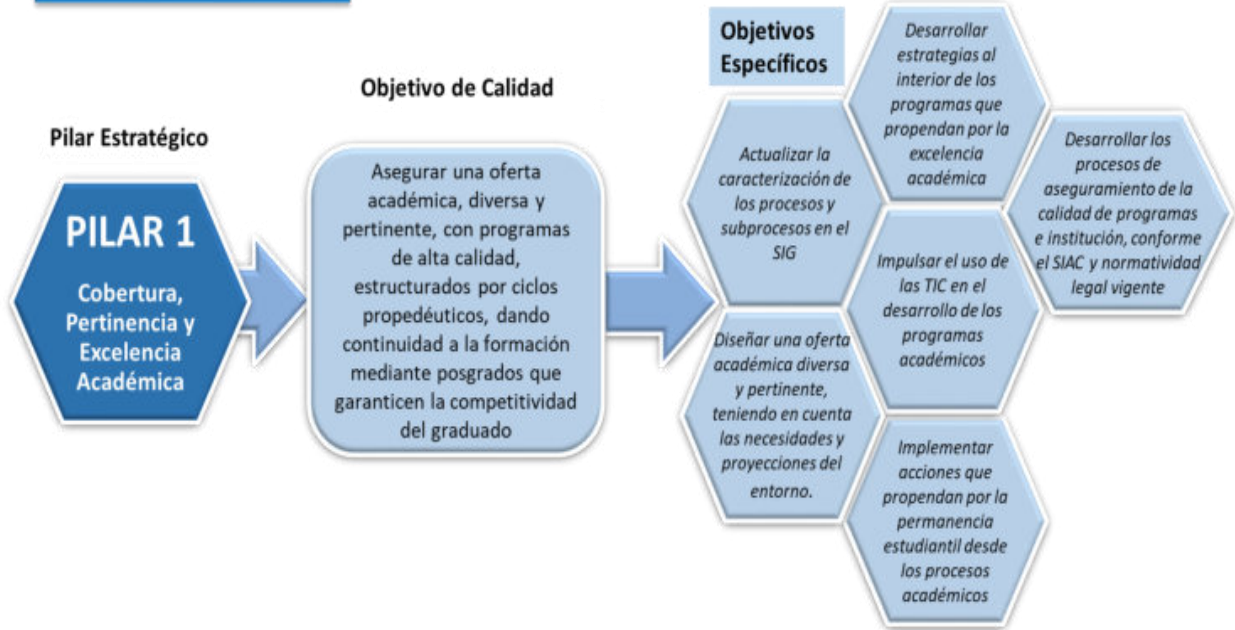 Pilar Estratégico
PILAR 1
Cobertura,
Pertinencia y
Excelencia
Académica
Objetivo de Calidad
Asegurar una oferta
académica, diversa y
pertinente, con programas
de alta calidad,
estructurados por ciclos
propedéuticos, dando
continuidad a la formación
mediante posgrados que
garanticen la competitividad
del graduado
Objetivos
Específicos
Desarrollar
estrategias al
interior de los
programas que
propendan por la
excelencia
académica
Actualizar la
caracterización de
los procesos y
subprocesos en el
SIG
Desarrollar los
procesos de
aseguramiento de la
calidad de programas
e institución, conforme
el SIAC y normatividad
legal vigente
Impulsar el uso de
las TIC en el
desarrollo de los
programas
académicos
Diseñar una oferta
académica diversa
y pertinente,
teniendo en cuenta
las necesidades y
proyecciones del
entorno.
Implementar
acciones que
propendan por la
permanencia
estudiantil desde
los procesos
académicos